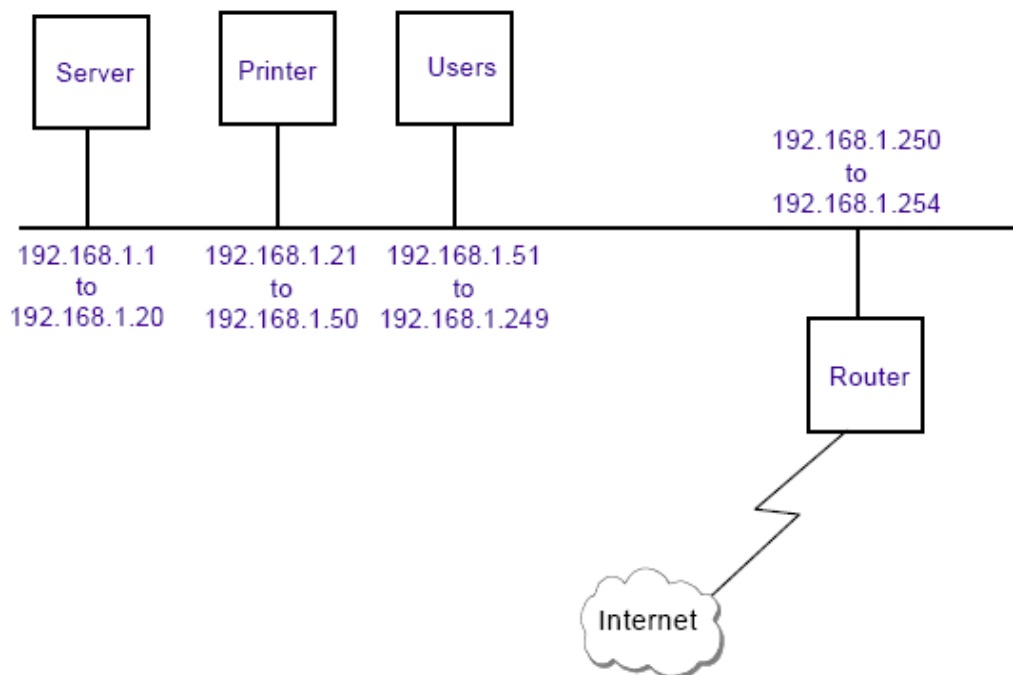 Server
Printer
Users
192.168.1.250
to
192.168.1.254
192.168.1.1
to
192.168.1.20
192.168.1.21
to
192.168.1.50
192.168.1.51
to
192.168.1.249
Router
Internet